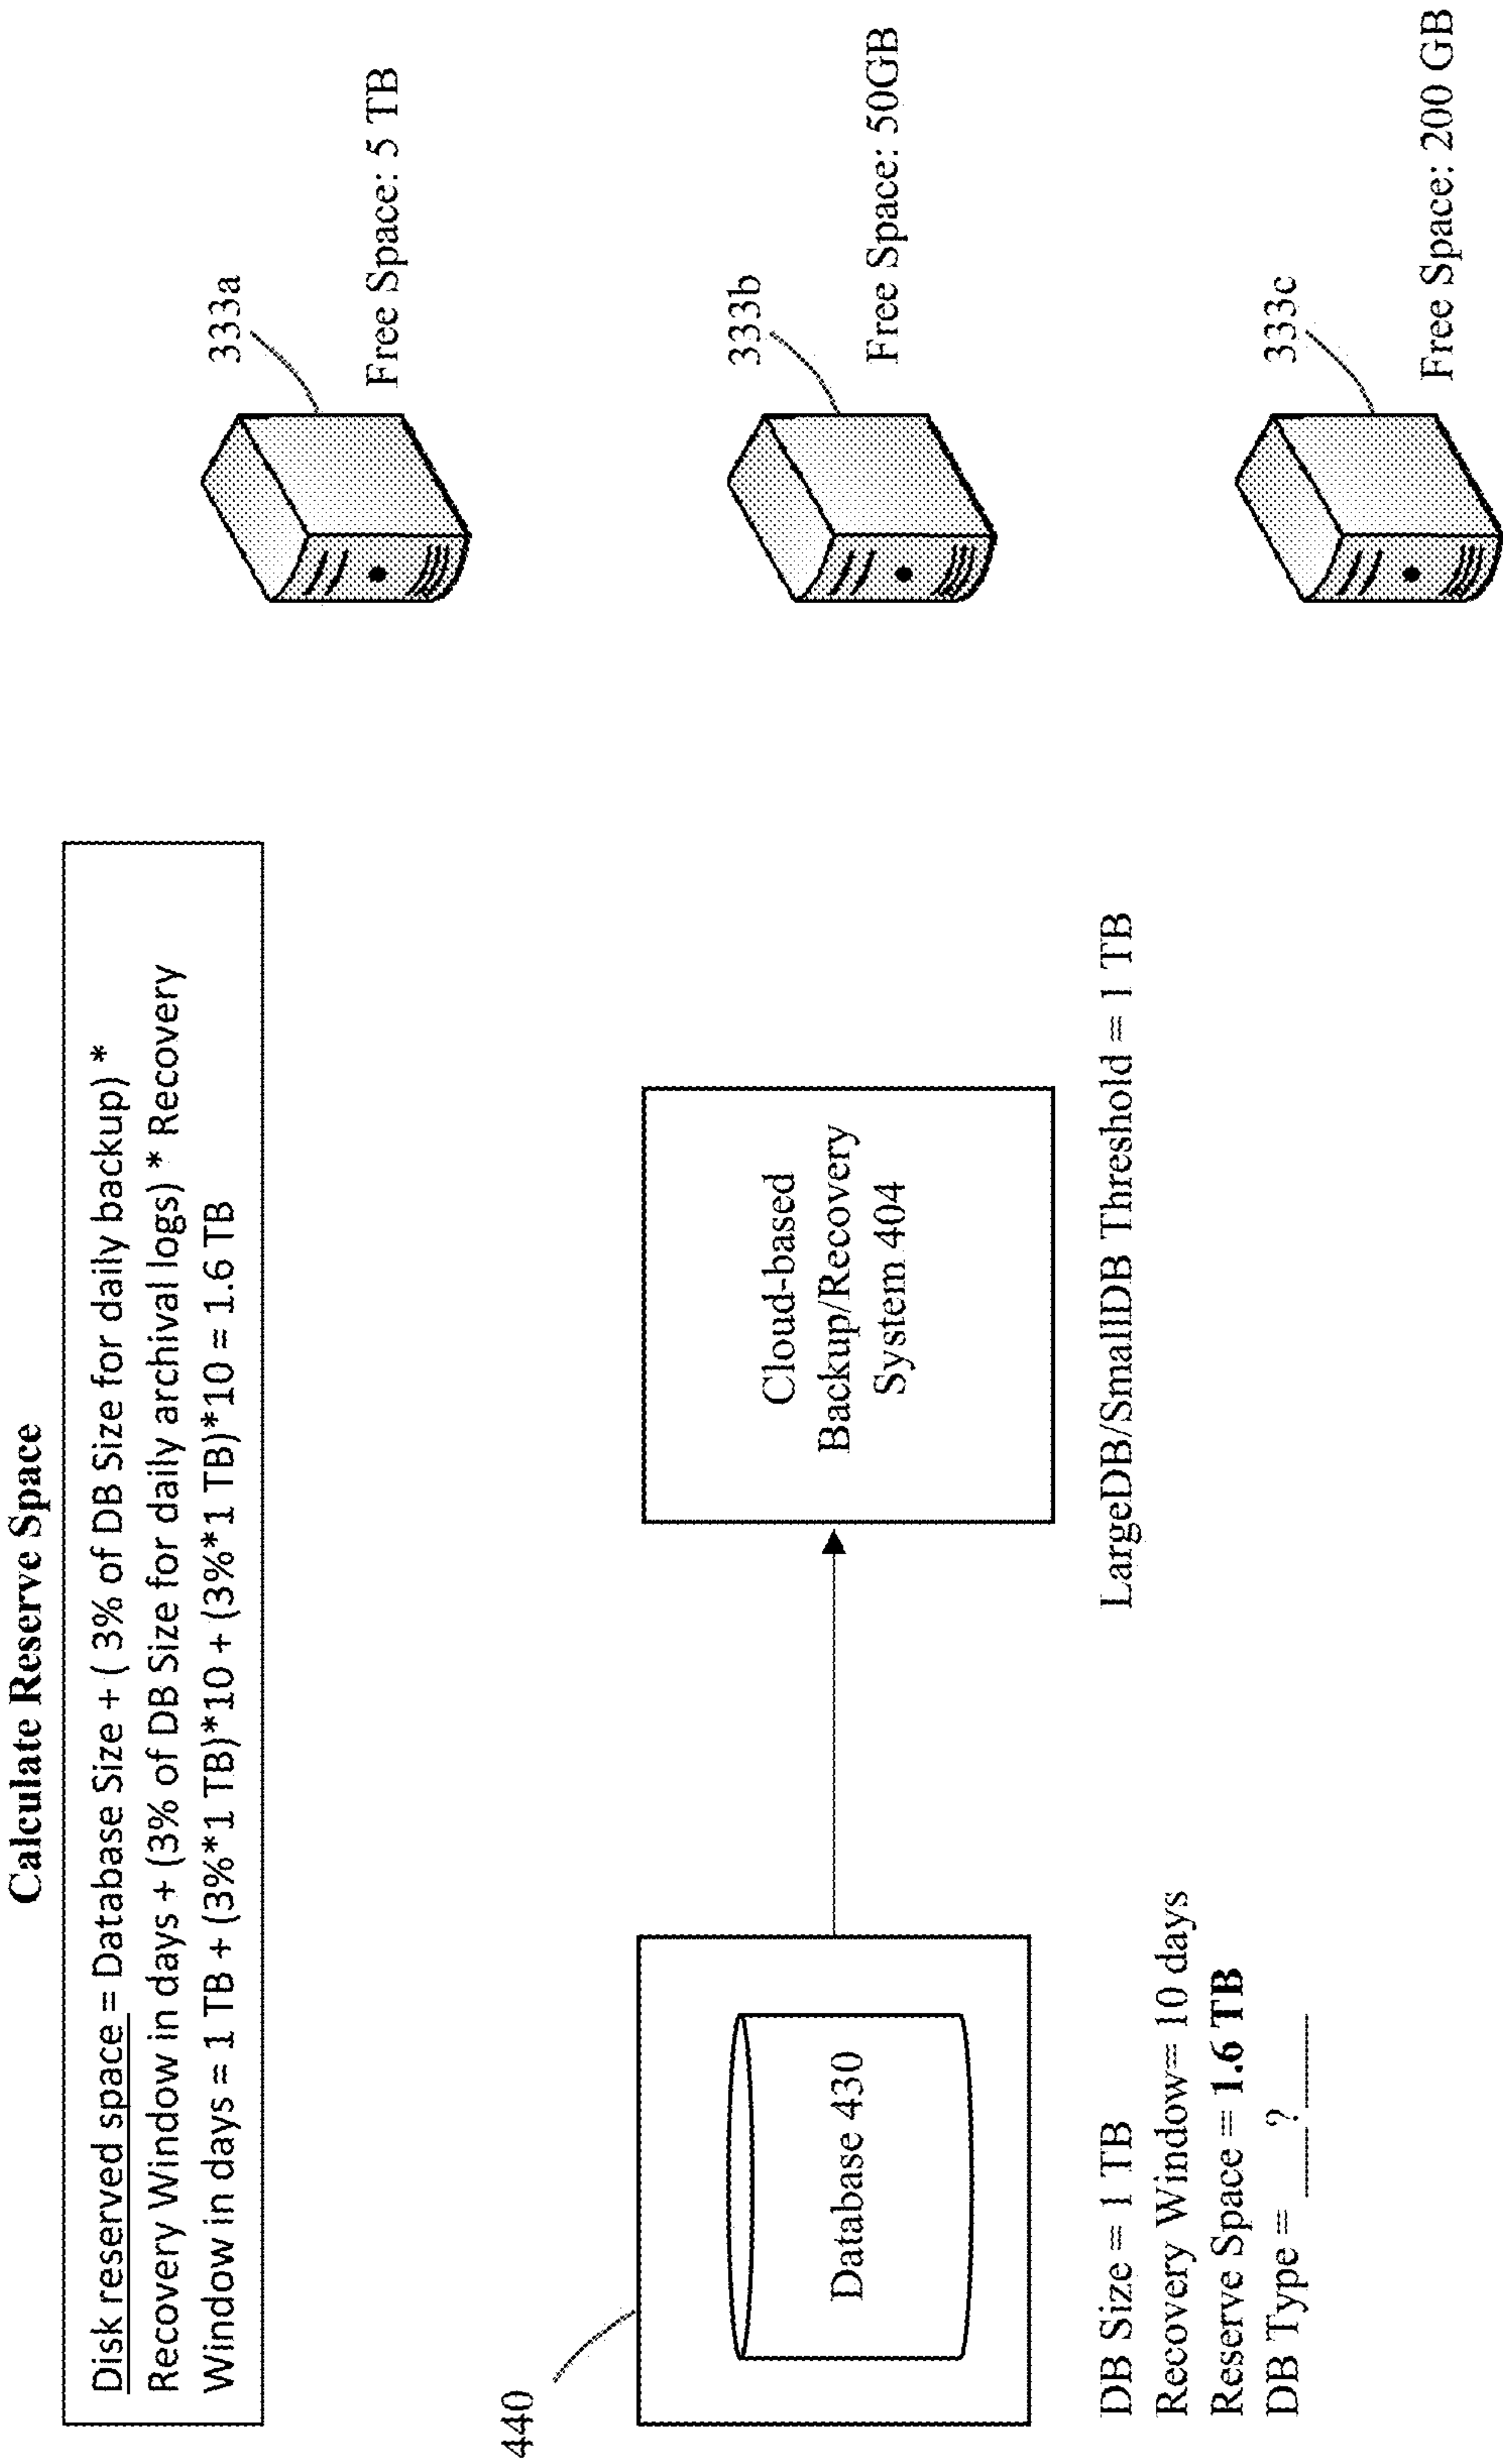 Calculate Reserve Space
Disk reserved space = Database Size + ( 3% of DB Size for daily backup) *
Recovery Window in days + (3% of DB Size for daily archival logs) * Recovery
Window in days = 1 TB + (3%*1 TB)*10 + (3%*1 TB)*10 = 1.6 TB
440
Database 430
DB Size = 1 TB
Recovery Window= 10 days
Reserve Space = 1.6 TB
DB Type = ___?____
Cloud-based
Backup/Recovery
System 404
LargeDB/SmallDB Threshold = 1 TB
333a
Free Space: 5 TB
333b
Free Space: 50GB
333c
Free Space: 200 GB